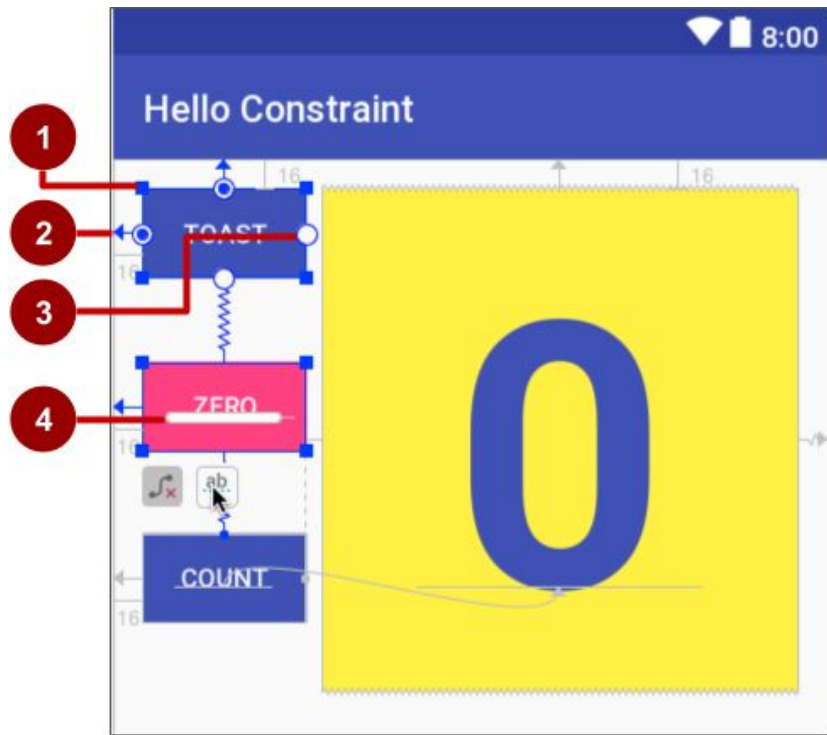 8:00
Hello Constraint
1
16
16
2
TOAST
16
3
0
ZERO
4
16
ab
COUNT
16